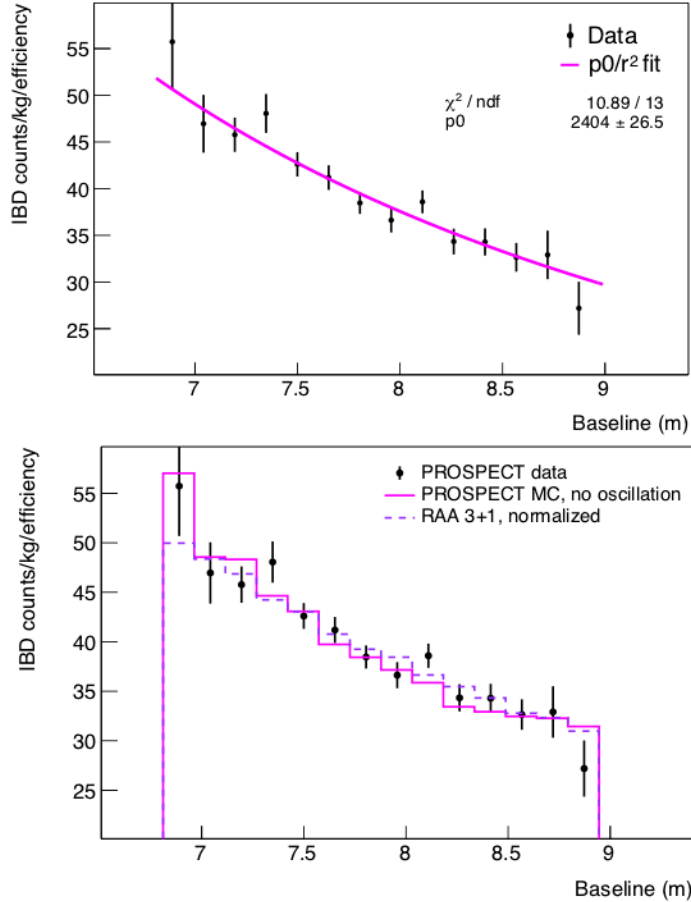 IBD counts/kg/efficiency
55
50
45
40
35
30
25
Data
p0/r² fit
χ² / ndf 10.89 / 13
p0 2404 ± 26.5
7 7.5 8 8.5 9
Baseline (m)
IBD counts/kg/efficiency
55
50
45
40
35
30
25
PROSPECT data
PROSPECT MC, no oscillation
RAA 3+1, normalized
7 7.5 8 8.5 9
Baseline (m)